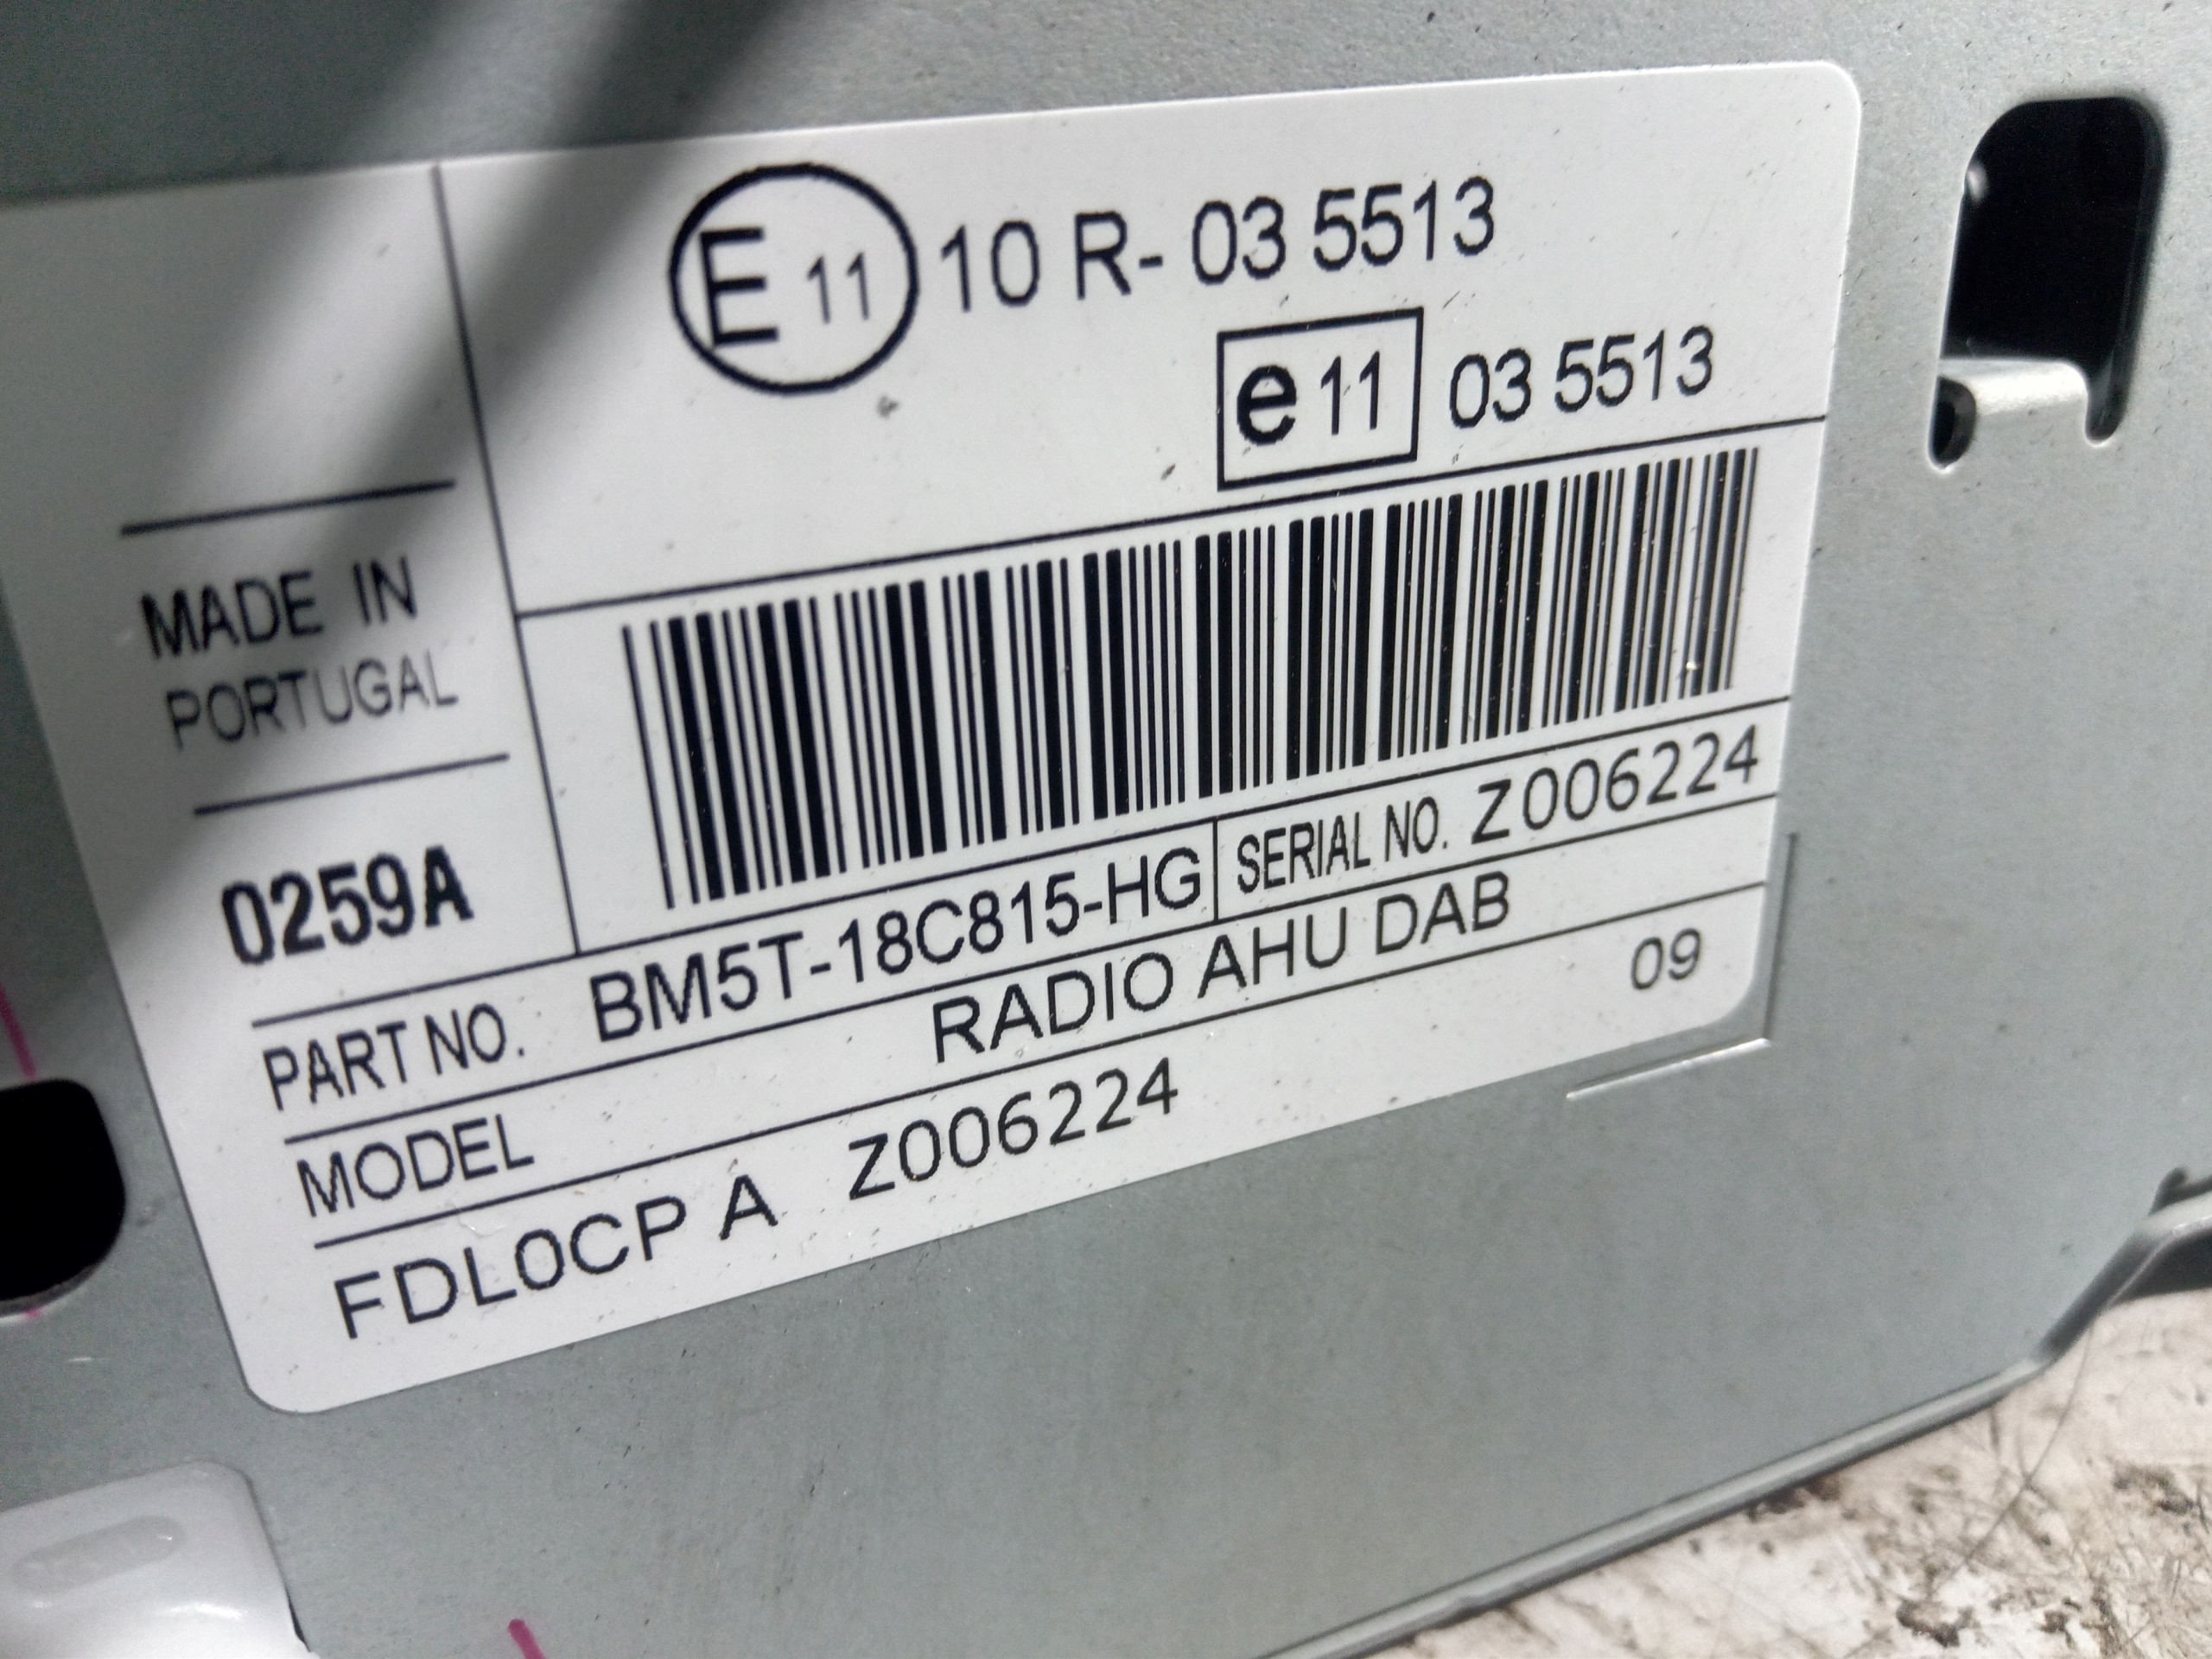 E 11 10 R- 03 5513
e 11 03 5513
MADE IN
PORTUGAL
0259A
PART NO. BM5T-18C815-HG SERIAL NO. Z006224
MODEL RADIO AHU DAB
FDL0CP A Z006224 09